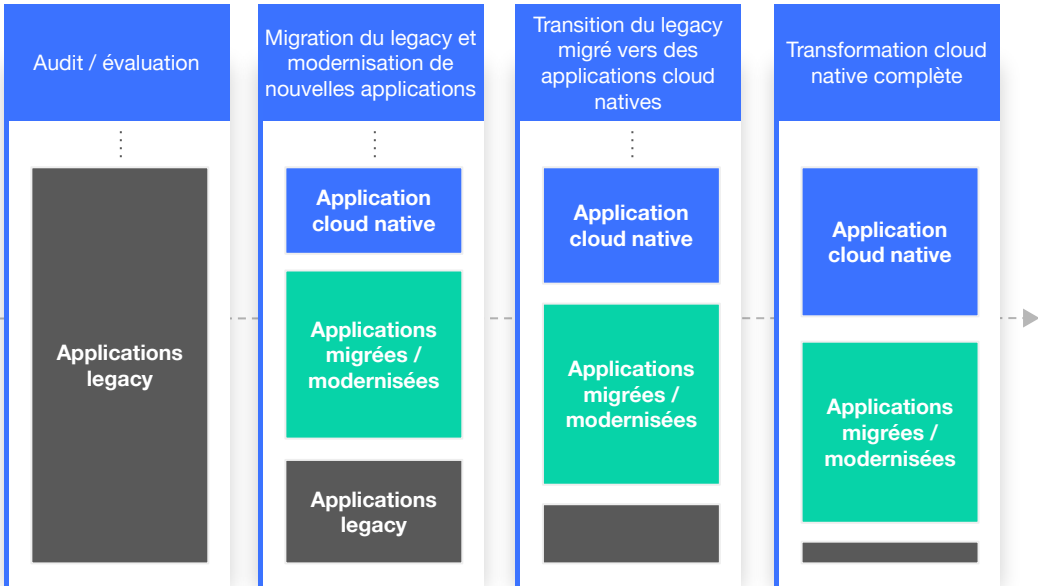 Audit / évaluation
Applications
legacy
Migration du legacy et
modernisation de
nouvelles applications
Application
cloud native
Applications
migrées /
modernisées
Applications
legacy
Transition du legacy
migré vers des
applications cloud
natives
Application
cloud native
Applications
migrées /
modernisées
Transformation cloud
native complète
Application
cloud native
Applications
migrées /
modernisées